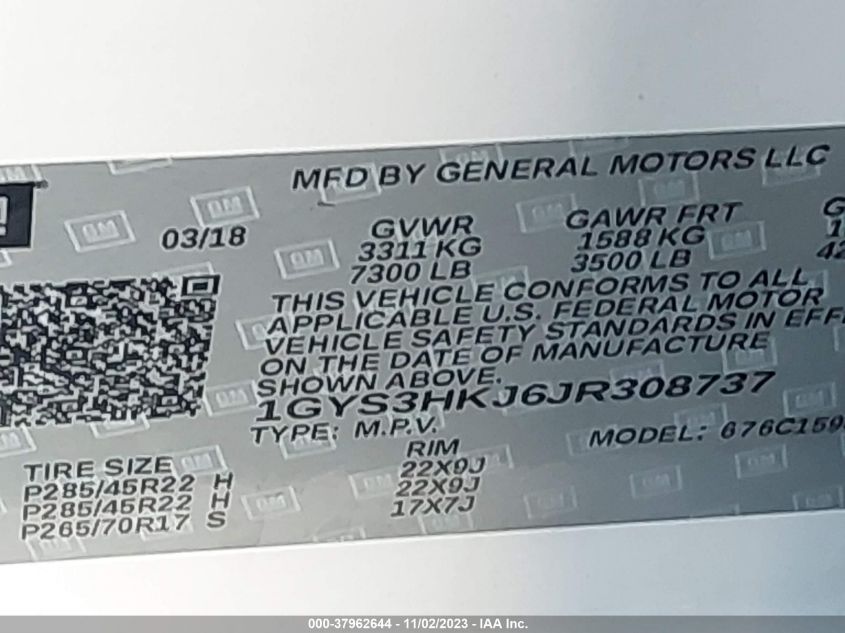 MFD BY GENERAL MOTORS LLC
03/18
GVWR
3311 KG
7300 LB
GAWR FRT
1588 KG
3500 LB
THIS VEHICLE CONFORMS TO ALL
APPLICABLE U.S. FEDERAL MOTOR
VEHICLE SAFETY STANDARDS IN EFFE
ON THE DATE OF MANUFACTURE
SHOWN ABOVE.
1GYS3HKJ6JR308737
TYPE: M.P.V.
MODEL: 676C159
TIRE SIZE
RIM
P285/45R22 H 22X9J
P285/45R22 H 22X9J
P265/70R17 S 17X7J
000-37962644 - 11/02/2023 - IAA Inc.